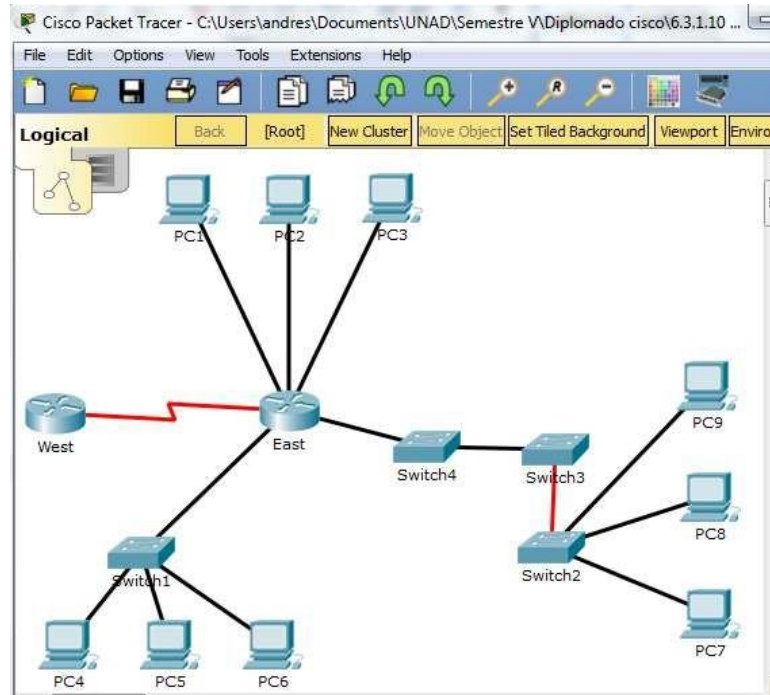 Cisco Packet Tracer - C:\Users\andres\Documents\UNAD\Semestre V\Diplomado cisco\6.3.1.10 ...
File Edit Options View Tools Extensions Help
Logical Back [Root] New Cluster Move Object Set Tiled Background Viewport Enviro
PC1 PC2 PC3
West East
Switch4 Switch3 PC9
PC8
Switch1 Switch2
PC7
PC4 PC5 PC6